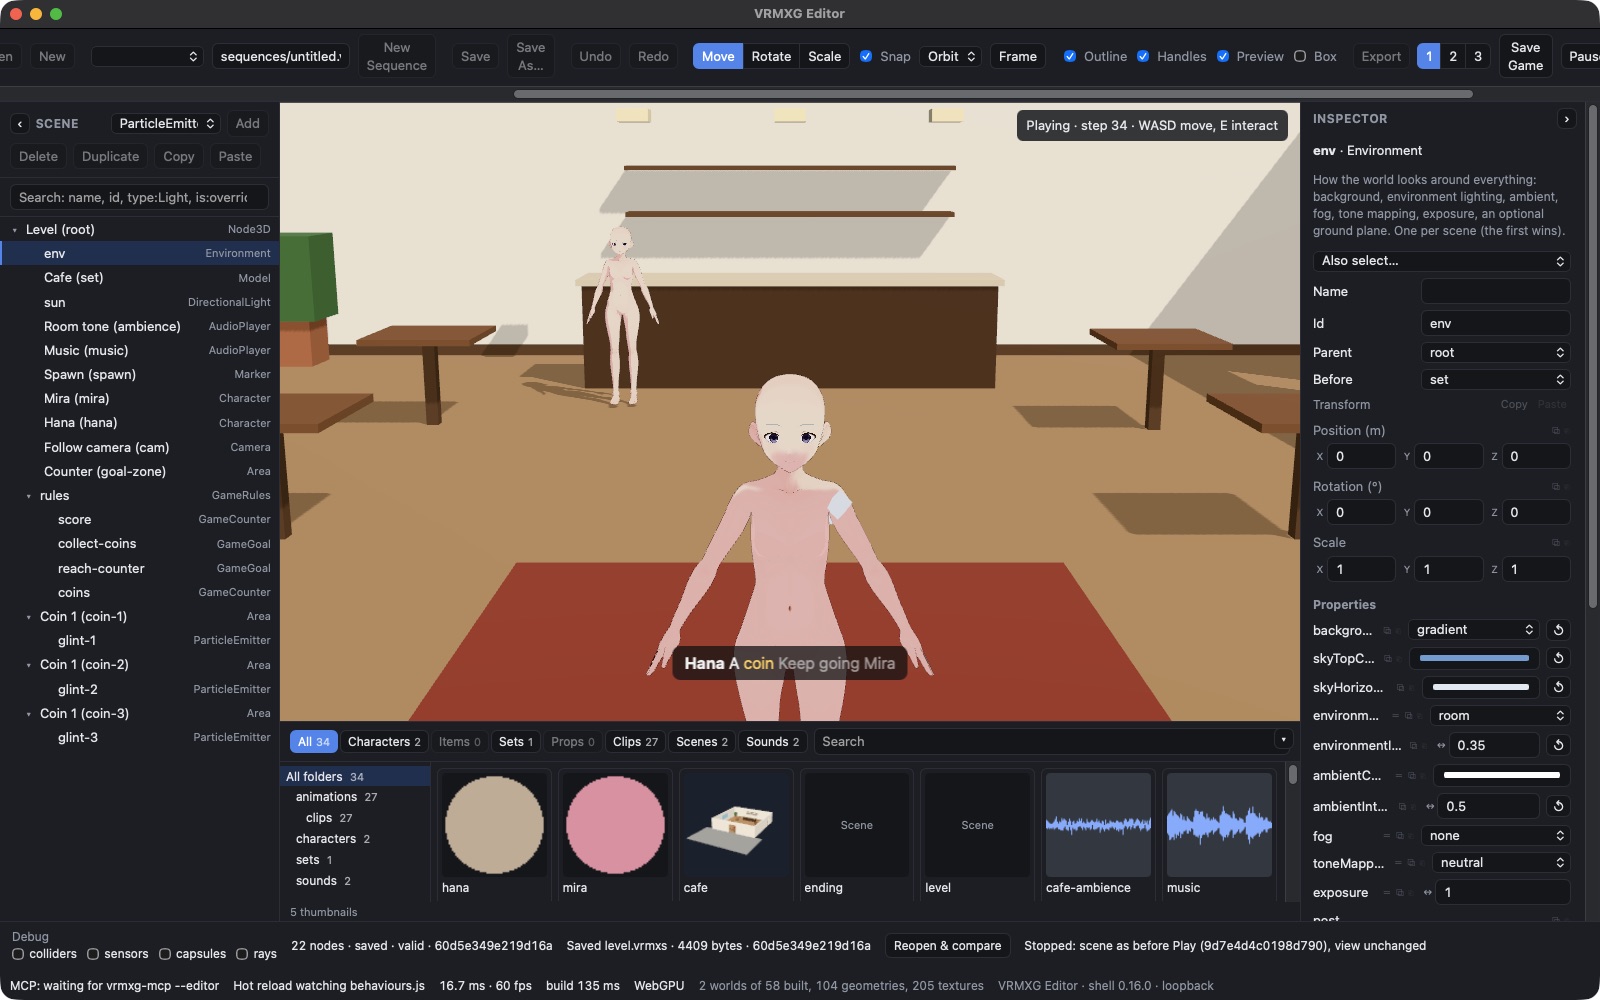 VRMXG Editor
en New sequences/untitled.v New Sequence Save Save As... Undo Redo Move Rotate Scale Snap Orbit Frame Outline Handles Preview Box Export 1 2 3 Save Game Paus
‹ SCENE ParticleEmitt Add
Delete Duplicate Copy Paste
Search: name, id, type:Light, is:overric
Level (root) Node3D
env Environment
Cafe (set) Model
sun DirectionalLight
Room tone (ambience) AudioPlayer
Music (music) AudioPlayer
Spawn (spawn) Marker
Mira (mira) Character
Hana (hana) Character
Follow camera (cam) Camera
Counter (goal-zone) Area
rules GameRules
score GameCounter
collect-coins GameGoal
reach-counter GameGoal
coins GameCounter
Coin 1 (coin-1) Area
glint-1 ParticleEmitter
Coin 1 (coin-2) Area
glint-2 ParticleEmitter
Coin 1 (coin-3) Area
glint-3 ParticleEmitter
Playing · step 34 · WASD move, E interact
Hana A coin Keep going Mira
All 34 Characters 2 Items 0 Sets 1 Props 0 Clips 27 Scenes 2 Sounds 2 Search
All folders 34
animations 27
clips 27
characters 2
sets 1
sounds 2
5 thumbnails
Scene Scene
hana mira cafe ending level cafe-ambience music
INSPECTOR ›
env · Environment
How the world looks around everything:
background, environment lighting, ambient,
fog, tone mapping, exposure, an optional
ground plane. One per scene (the first wins).
Also select...
Name
Id env
Parent root
Before set
Transform Copy Paste
Position (m)
X 0 Y 0 Z 0
Rotation (°)
X 0 Y 0 Z 0
Scale
X 1 Y 1 Z 1
Properties
backgro... gradient
skyTopC...
skyHorizo...
environm... room
environmentI... 0.35
ambientC...
ambientInt... 0.5
fog none
toneMapp... neutral
exposure 1
post
Debug
colliders sensors capsules rays 22 nodes · saved · valid · 60d5e349e219d16a Saved level.vrmxs · 4409 bytes · 60d5e349e219d16a Reopen & compare Stopped: scene as before Play (9d7e4d4c0198d790), view unchanged
MCP: waiting for vrmxg-mcp --editor Hot reload watching behaviours.js 16.7 ms · 60 fps build 135 ms WebGPU 2 worlds of 58 built, 104 geometries, 205 textures VRMXG Editor · shell 0.16.0 · loopback